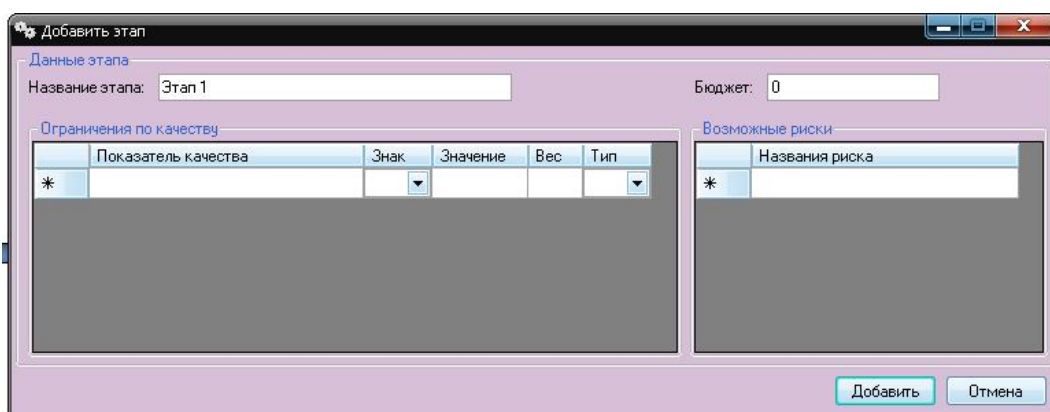 Добавить этап
Данные этапа
Название этапа: Этап 1 Бюджет: 0
Ограничения по качеству Возможные риски
Показатель качества Знак Значение Вес Тип Названия риска
Добавить Отмена